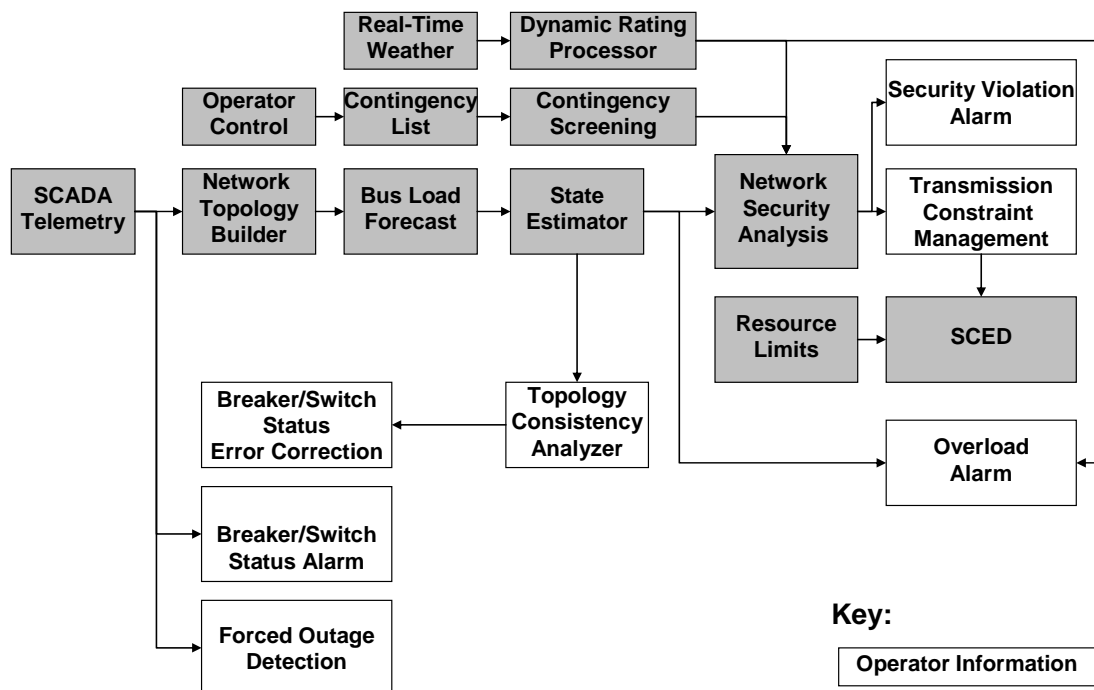 Real-Time
Weather
Dynamic Rating
Processor
Operator
Control
Contingency
List
Contingency
Screening
Security Violation
Alarm
SCADA
Telemetry
Network
Topology
Builder
Bus Load
Forecast
State
Estimator
Network
Security
Analysis
Transmission
Constraint
Management
Resource
Limits
SCED
Breaker/Switch
Status
Error Correction
Topology
Consistency
Analyzer
Overload
Alarm
Breaker/Switch
Status Alarm
Forced Outage
Detection
Key:
Operator Information